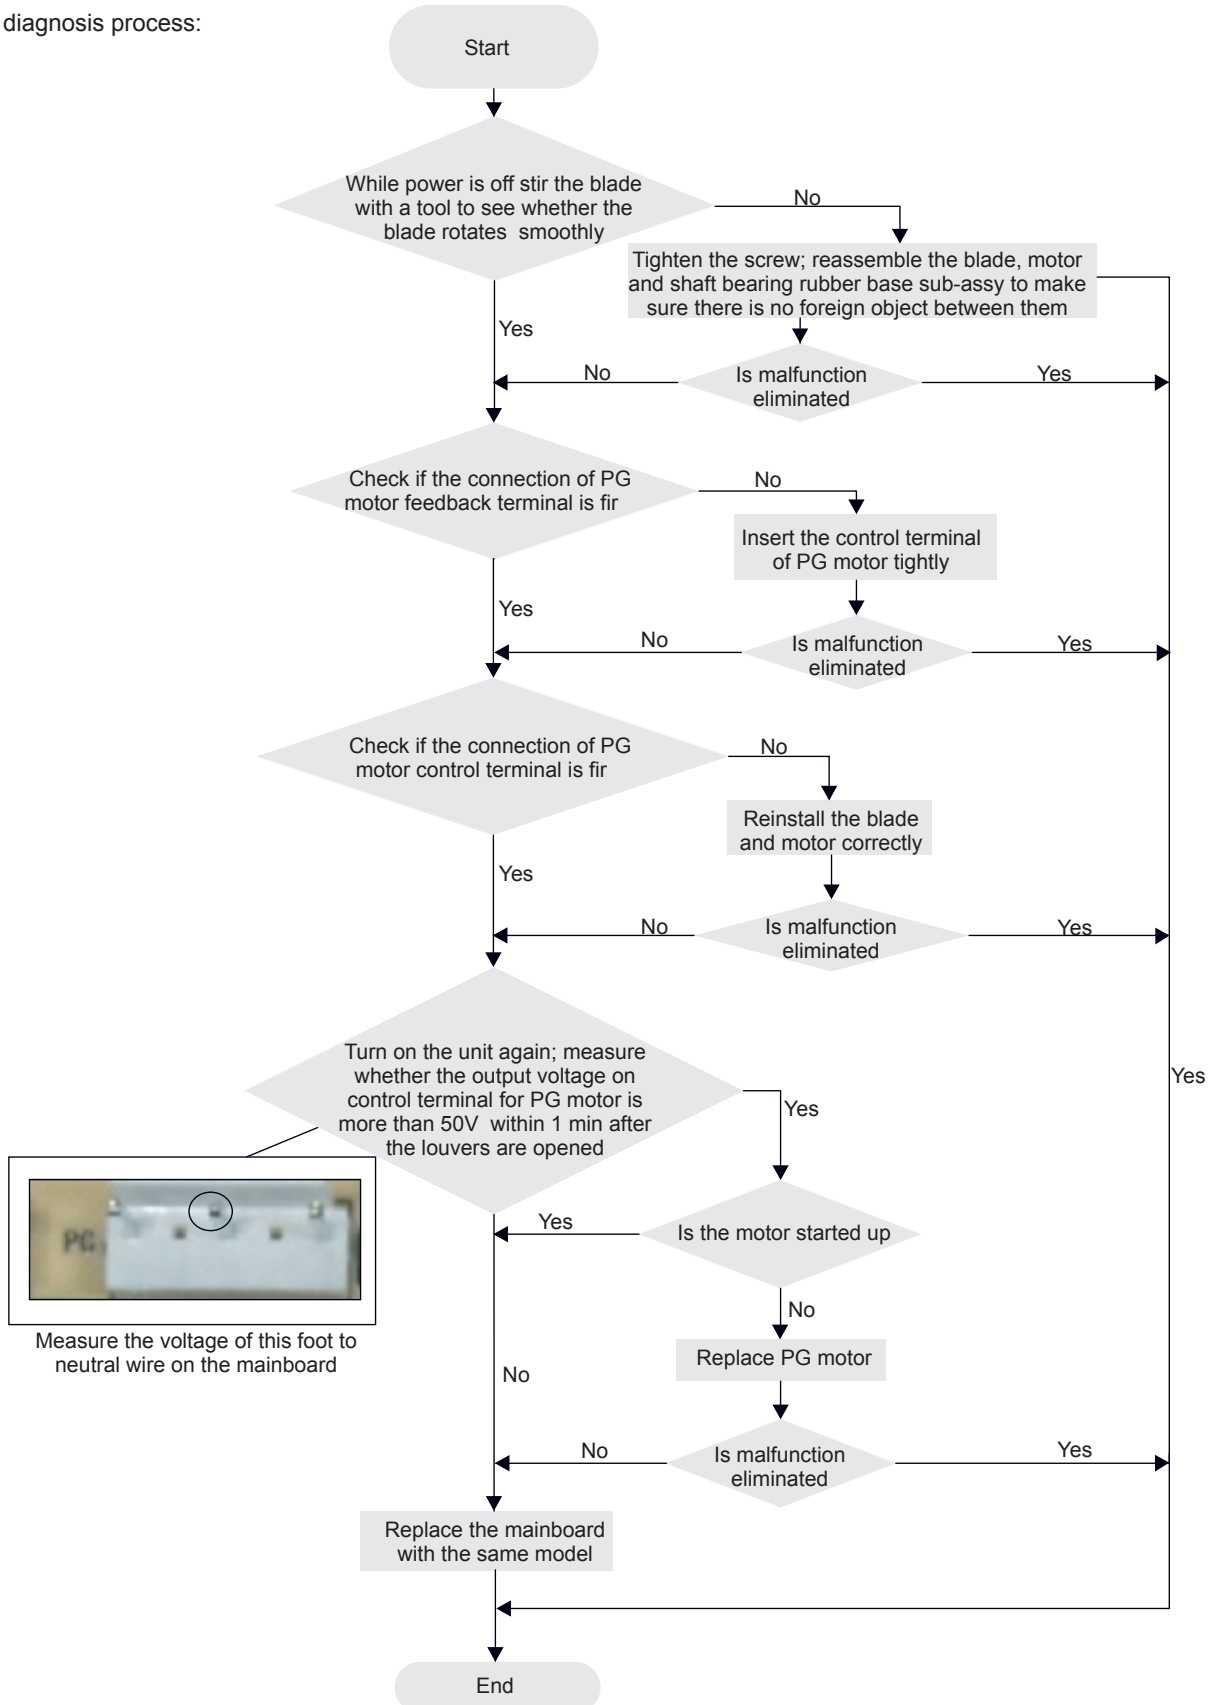 diagnosis process:
Start
While power is off stir the blade
with a tool to see whether the
blade rotates smoothly
No
Tighten the screw; reassemble the blade, motor
and shaft bearing rubber base sub-assy to make
sure there is no foreign object between them
Yes
No
Is malfunction
eliminated
Yes
Check if the connection of PG
motor feedback terminal is fir
No
Insert the control terminal
of PG motor tightly
Yes
No
Is malfunction
eliminated
Yes
Check if the connection of PG
motor control terminal is fir
No
Reinstall the blade
and motor correctly
Yes
No
Is malfunction
eliminated
Yes
Turn on the unit again; measure
whether the output voltage on
control terminal for PG motor is
more than 50V within 1 min after
the louvers are opened
Yes
Yes
PG
Measure the voltage of this foot to
neutral wire on the mainboard
Yes
Is the motor started up
No
Replace PG motor
No
No
Is malfunction
eliminated
Yes
Replace the mainboard
with the same model
End